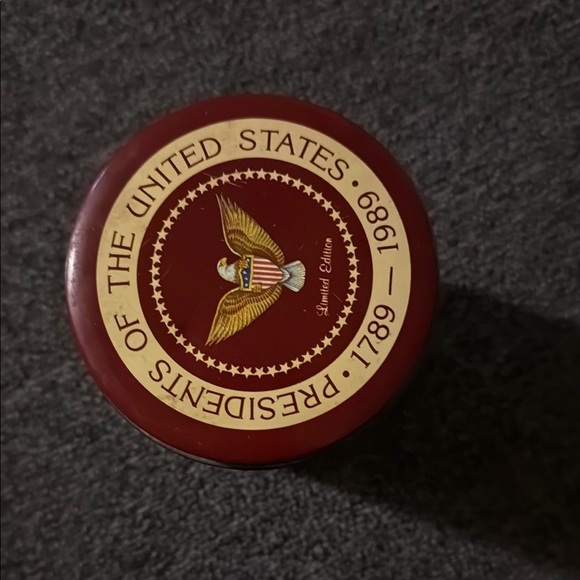 PRESIDENTS OF THE UNITED STATES • 1789 — 1989 •
Limited Edition